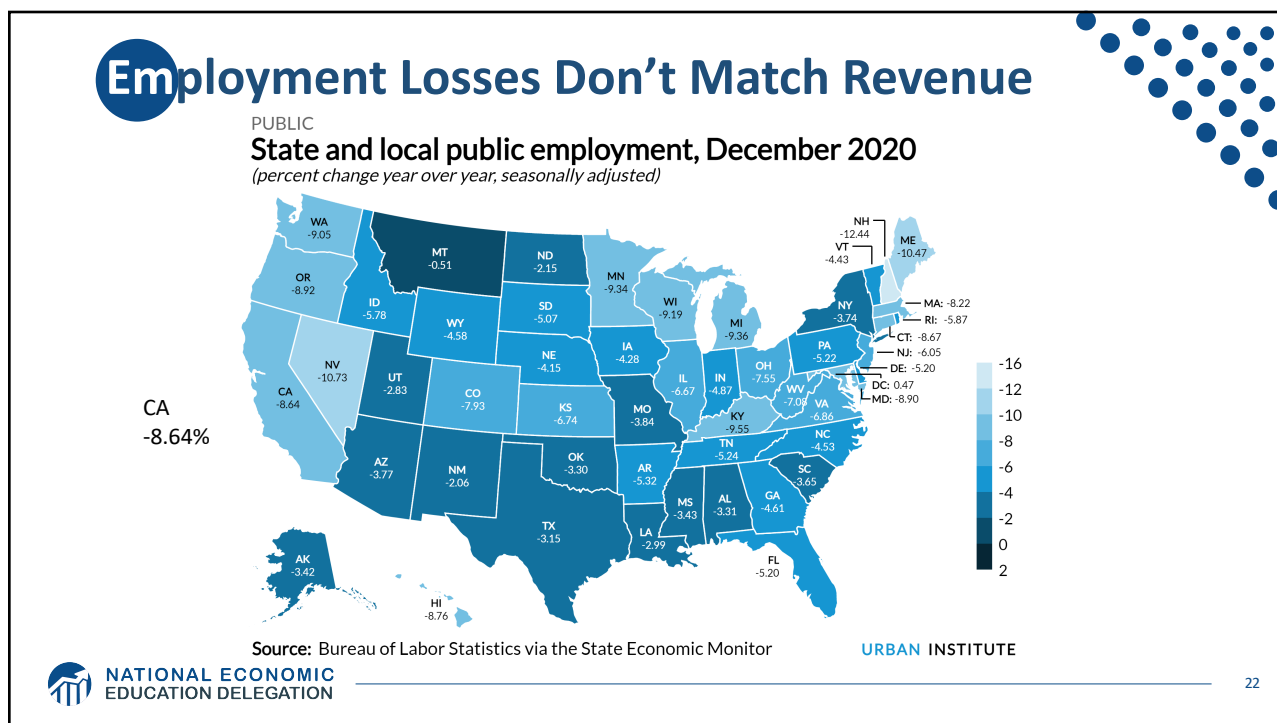 Employment Losses Don’t Match Revenue
PUBLIC
State and local public employment, December 2020
(percent change year over year, seasonally adjusted)
WA
-9.05
OR
-8.92
CA
-8.64
NV
-10.73
ID
-5.78
MT
-0.51
WY
-4.58
UT
-2.83
AZ
-3.77
CO
-7.93
NM
-2.06
ND
-2.15
SD
-5.07
NE
-4.15
KS
-6.74
OK
-3.30
TX
-3.15
MN
-9.34
IA
-4.28
MO
-3.84
AR
-5.32
LA
-2.99
WI
-9.19
IL
-6.67
MI
-9.36
IN
-4.87
OH
-7.55
KY
-9.55
TN
-5.24
MS
-3.43
AL
-3.31
GA
-4.61
FL
-5.20
SC
-3.65
NC
-4.53
VA
-6.86
WV
-7.08
PA
-5.22
NY
-3.74
VT
-4.43
NH
-12.44
ME
-10.47
MA: -8.22
RI: -5.87
CT: -8.67
NJ: -6.05
DE: -5.20
DC: 0.47
MD: -8.90
AK
-3.42
HI
-8.76
CA
-8.64%
-16
-12
-10
-8
-6
-4
-2
0
2
Source: Bureau of Labor Statistics via the State Economic Monitor
URBAN INSTITUTE
NATIONAL ECONOMIC
EDUCATION DELEGATION
22